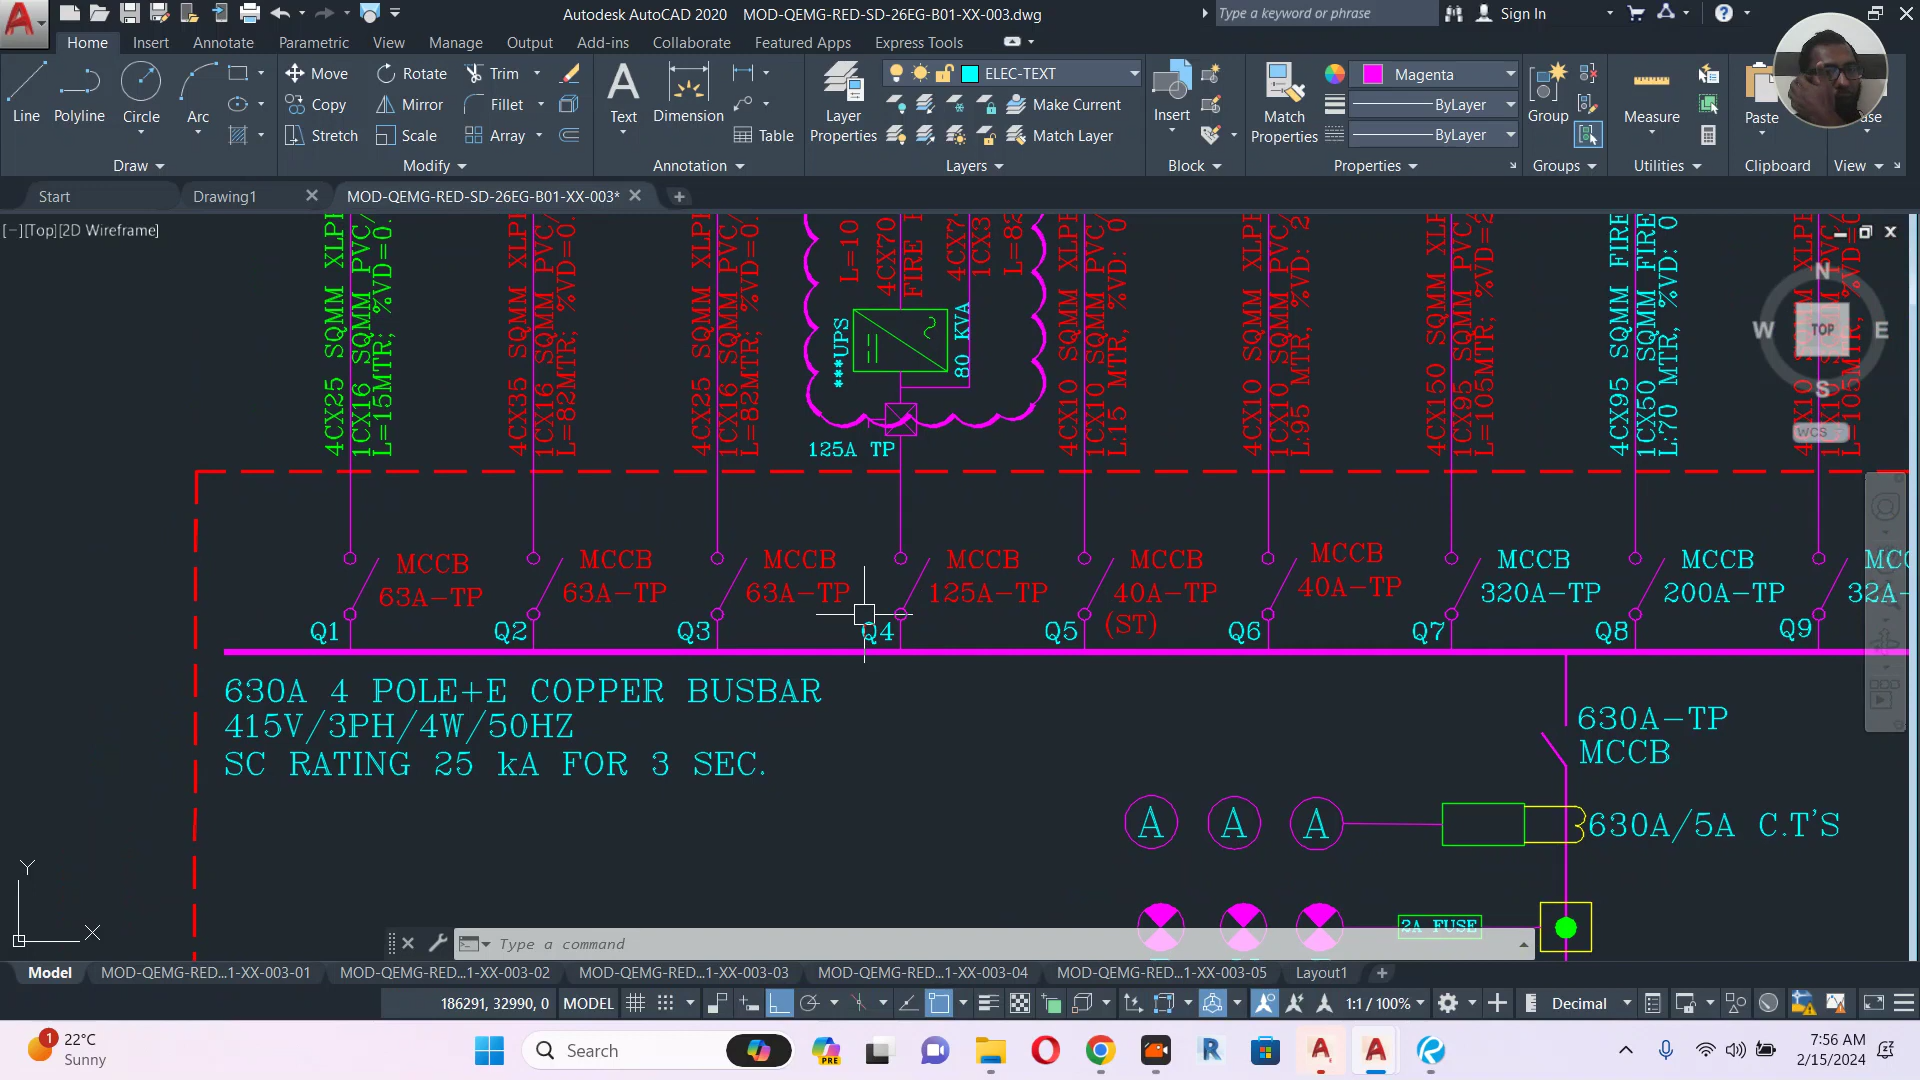 Autodesk AutoCAD 2020   MOD-QEMG-RED-SD-26EG-B01-XX-003.dwg
Type a keyword or phrase
Sign In
Home
Insert
Annotate
Parametric
View
Manage
Output
Add-ins
Collaborate
Featured Apps
Express Tools
Line
Polyline
Circle
Arc
Draw
Move
Copy
Stretch
Rotate
Mirror
Scale
Trim
Fillet
Array
Modify
Text
Dimension
Table
Annotation
Layer
Properties
ELEC-TEXT
Make Current
Match Layer
Layers
Insert
Block
Match
Properties
Magenta
ByLayer
ByLayer
Properties
Group
Groups
Measure
Utilities
Paste
Clipboard
View
Start
Drawing1
MOD-QEMG-RED-SD-26EG-B01-XX-003*
[−][Top][2D Wireframe]
N
W
TOP
E
S
WCS
4CX25 SQMM XLPE
1CX16 SQMM PVC/
L=15MTR; %VD=0.
4CX35 SQMM XLPE
1CX16 SQMM PVC/
L=82MTR; %VD=0.
4CX25 SQMM XLPE
1CX16 SQMM PVC/
L=82MTR; %VD=0.
L=10
4CX70
FIRE
4CX7
1CX3
L=82
***UPS
80 KVA
125A TP
4CX10 SQMM XLPE
1CX10 SQMM PVC/
L:15 MTR, %VD: 0
4CX10 SQMM XLPE
1CX16 SQMM PVC/
L:95 MTR, %VD: 2
4CX150 SQMM XLP
1CX95 SQMM PVC/
L=105MTR; %VD=2
4CX95 SQMM FIRE
1CX50 SQMM FIRE
L:70 MTR, %VD: 0
MCCB
63A-TP
Q1
MCCB
63A-TP
Q2
MCCB
63A-TP
Q3
MCCB
125A-TP
Q4
MCCB
40A-TP
(ST)
Q5
MCCB
40A-TP
Q6
MCCB
320A-TP
Q7
MCCB
200A-TP
Q8
32A-
Q9
630A 4 POLE+E COPPER BUSBAR
415V/3PH/4W/50HZ
SC RATING 25 kA FOR 3 SEC.
630A-TP
MCCB
A
A
A
630A/5A C.T'S
2A FUSE
Y
X
Type a command
Model
MOD-QEMG-RED...1-XX-003-01
MOD-QEMG-RED...1-XX-003-02
MOD-QEMG-RED...1-XX-003-03
MOD-QEMG-RED...1-XX-003-04
MOD-QEMG-RED...1-XX-003-05
Layout1
186291, 32990, 0
MODEL
1:1 / 100%
Decimal
1
22°C
Sunny
Search
PRE
7:56 AM
2/15/2024